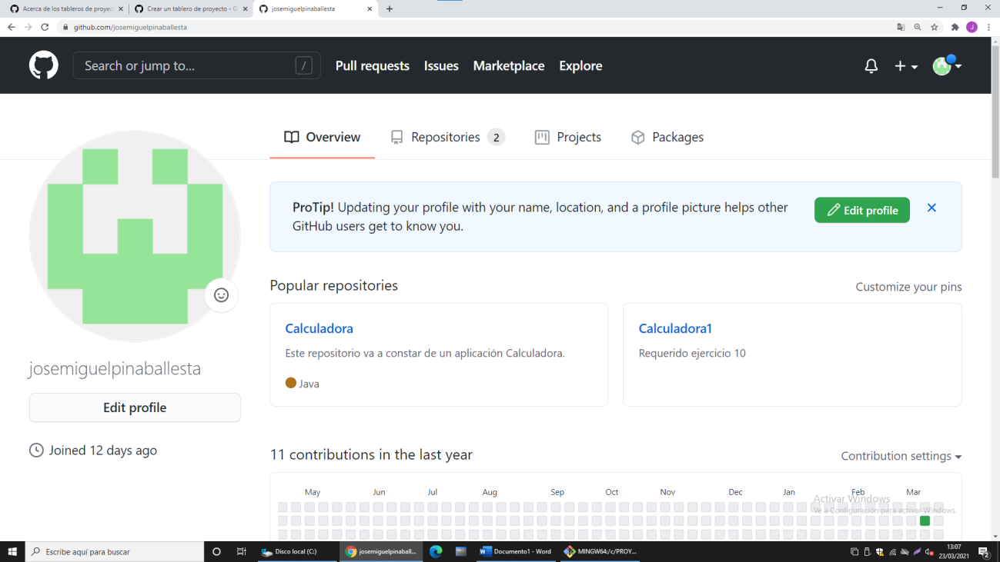 Acerca de los tableros de proyec
Crear un tablero de proyecto - G
josemiguelpinaballesta
github.com/josemiguelpinaballesta
J
Search or jump to...
/
Pull requests
Issues
Marketplace
Explore
Overview
Repositories 2
Projects
Packages
ProTip! Updating your profile with your name, location, and a profile picture helps other
GitHub users get to know you.
Edit profile
Popular repositories
Customize your pins
Calculadora
Este repositorio va a constar de un aplicación Calculadora.
Java
Calculadora1
Requerido ejercicio 10
josemiguelpinaballesta
Edit profile
Joined 12 days ago
11 contributions in the last year
Contribution settings
May Jun Jul Aug Sep Oct Nov Dec Jan Feb Mar
Activar Windows
Ve a Configuración para activar Windows.
Escribe aquí para buscar
Disco local (C:)
josemiguelpinaball...
Documento1 - Word
MINGW64:/c/PROY...
13:07
23/03/2021
2